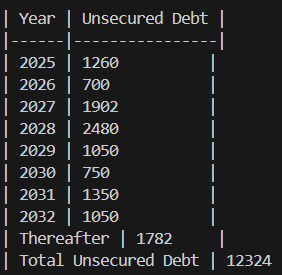 | Year | Unsecured Debt |
|------|---------------|
| 2025 | 1260          |
| 2026 | 700           |
| 2027 | 1902          |
| 2028 | 2480          |
| 2029 | 1050          |
| 2030 | 750           |
| 2031 | 1350          |
| 2032 | 1050          |
| Thereafter | 1782     |
| Total Unsecured Debt | 12324